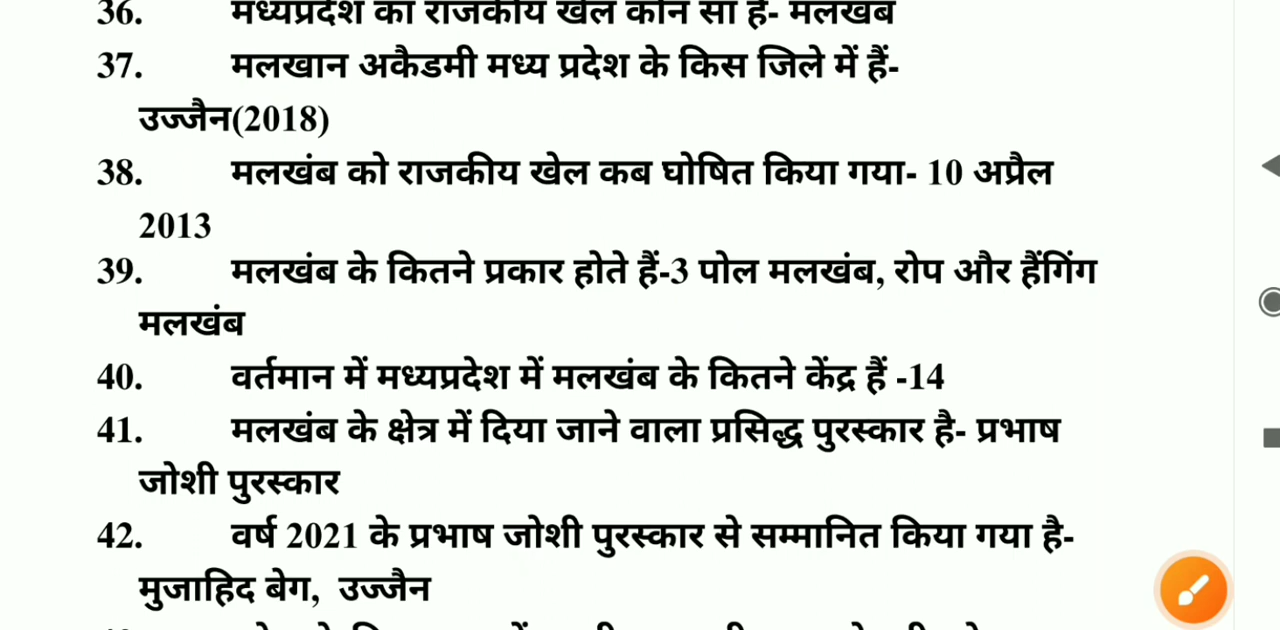 36. मध्यप्रदेश का राजकीय खेल कौन सा है- मलखंब
37. मलखान अकैडमी मध्य प्रदेश के किस जिले में हैं-
उज्जैन(2018)
38. मलखंब को राजकीय खेल कब घोषित किया गया- 10 अप्रैल
2013
39. मलखंब के कितने प्रकार होते हैं-3 पोल मलखंब, रोप और हैंगिंग
मलखंब
40. वर्तमान में मध्यप्रदेश में मलखंब के कितने केंद्र हैं -14
41. मलखंब के क्षेत्र में दिया जाने वाला प्रसिद्ध पुरस्कार है- प्रभाष
जोशी पुरस्कार
42. वर्ष 2021 के प्रभाष जोशी पुरस्कार से सम्मानित किया गया है-
मुजाहिद बेग, उज्जैन